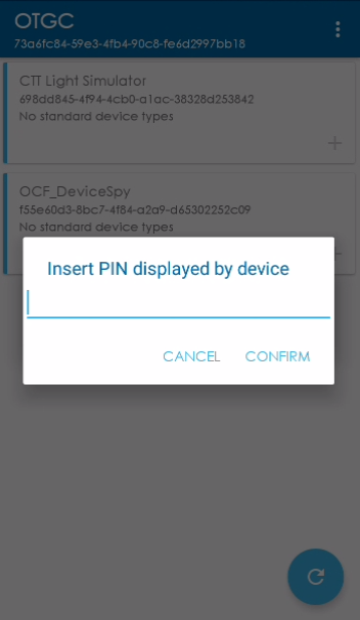 OTGC
73a6fc84-59e3-4fb4-90c8-fe6d2997bb18
CTT Light Simulator
698dd845-4f94-4cb0-a1ac-38328d253842
No standard device types
OCF_DeviceSpy
f55e60d3-8bc7-4f84-a2a9-d65302252c09
No standard device types
Insert PIN displayed by device
CANCEL CONFIRM